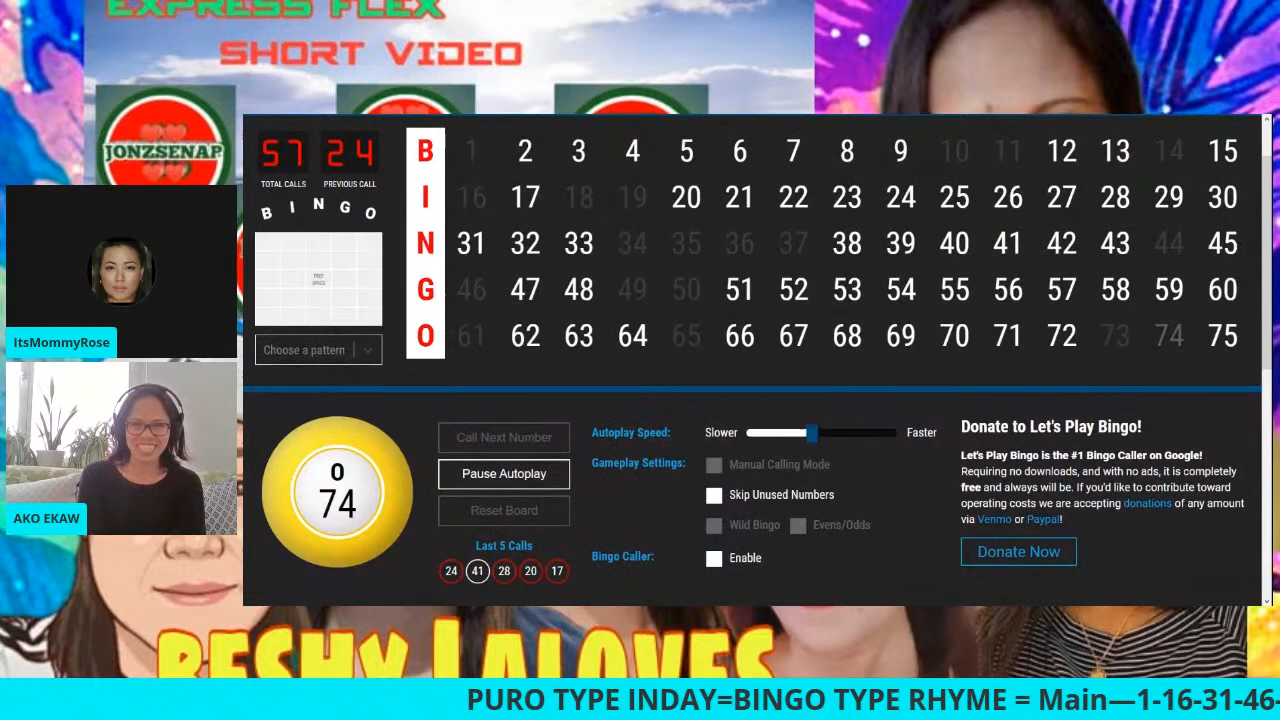 EXPRESS FLEX
SHORT VIDEO
JONZSENAP
57 24
TOTAL CALLS PREVIOUS CALL
B I N G O
FREE
SPACE
Choose a pattern
B 1 2 3 4 5 6 7 8 9 10 11 12 13 14 15
I 16 17 18 19 20 21 22 23 24 25 26 27 28 29 30
N 31 32 33 34 35 36 37 38 39 40 41 42 43 44 45
G 46 47 48 49 50 51 52 53 54 55 56 57 58 59 60
O 61 62 63 64 65 66 67 68 69 70 71 72 73 74 75
ItsMommyRose
AKO EKAW
O
74
Call Next Number
Pause Autoplay
Reset Board
Last 5 Calls
24 41 28 20 17
Autoplay Speed: Slower Faster
Gameplay Settings: Manual Calling Mode
Skip Unused Numbers
Wild Bingo Evens/Odds
Bingo Caller: Enable
Donate to Let's Play Bingo!
Let's Play Bingo is the #1 Bingo Caller on Google!
Requiring no downloads, and with no ads, it is completely
free and always will be. If you'd like to contribute toward
operating costs we are accepting donations of any amount
via Venmo or Paypal!
Donate Now
BESHY LALOVES
PURO TYPE INDAY=BINGO TYPE RHYME = Main—1-16-31-46-